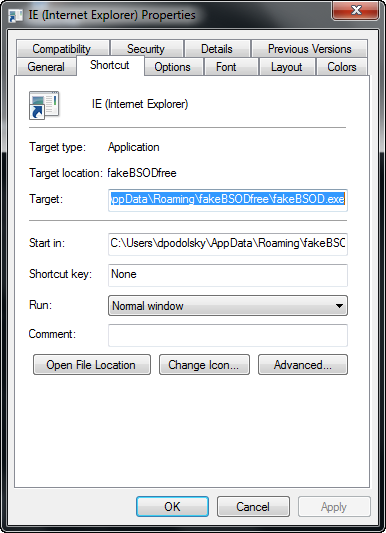 IE (Internet Explorer) Properties
Compatibility Security Details Previous Versions
General Shortcut Options Font Layout Colors
IE (Internet Explorer)
Target type: Application
Target location: fakeBSODfree
Target: \ppData\Roaming\fakeBSODfree\fakeBSOD.exe
Start in: C:\Users\dpodolsky\AppData\Roaming\fakeBSC
Shortcut key: None
Run: Normal window
Comment:
Open File Location Change Icon... Advanced...
OK Cancel Apply